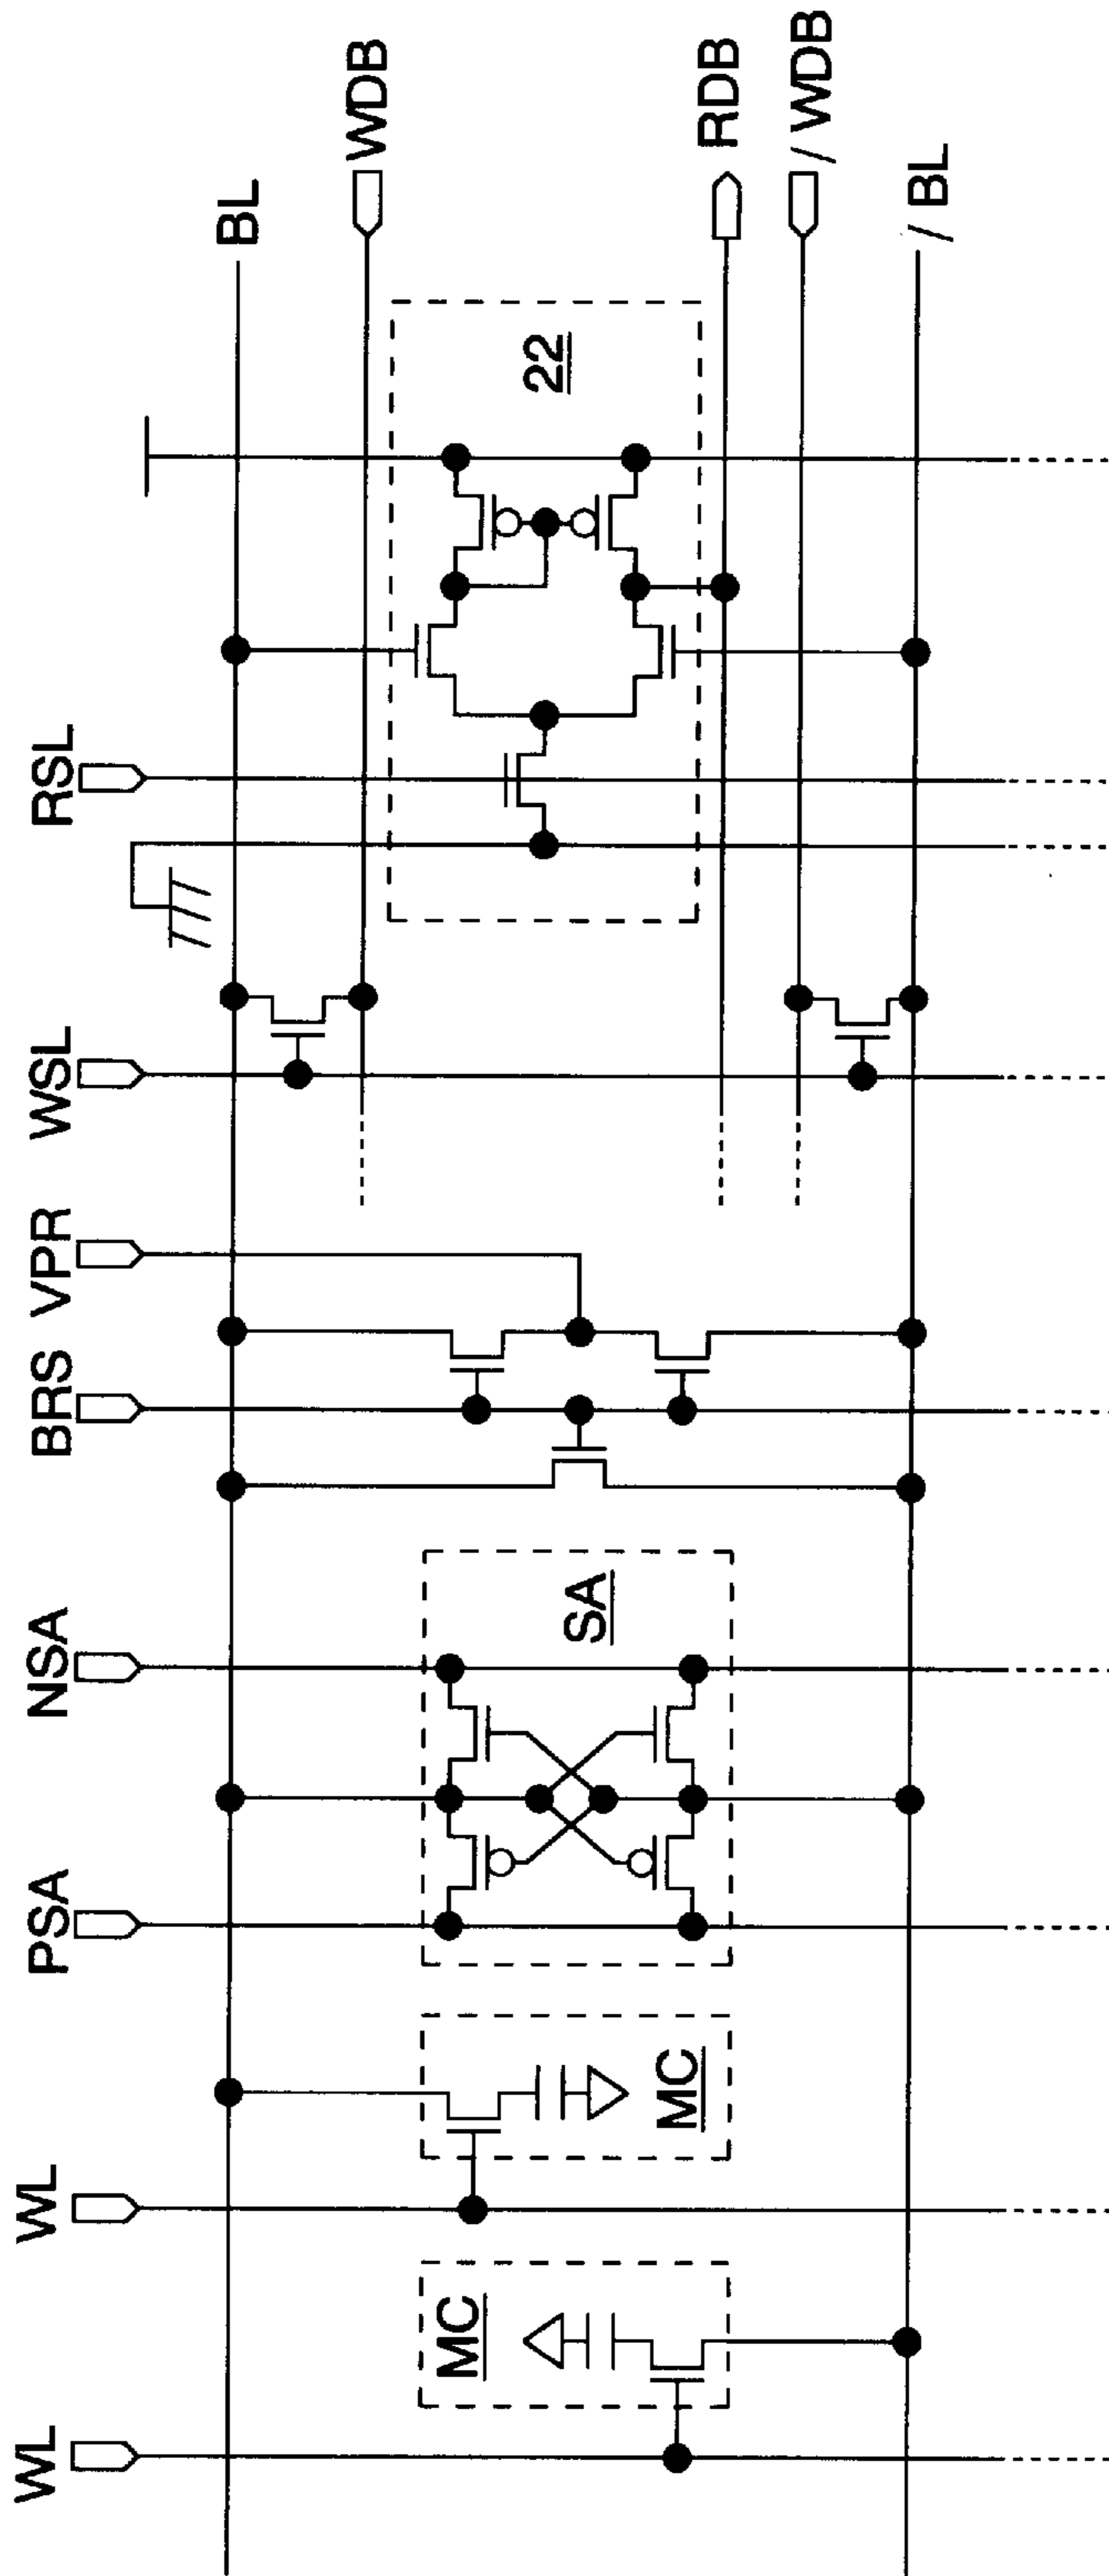 WL
WL
PSA
NSA
BRS
VPR
WSL
RSL
BL
WDB
RDB
/ WDB
/ BL
MC
MC
SA
22